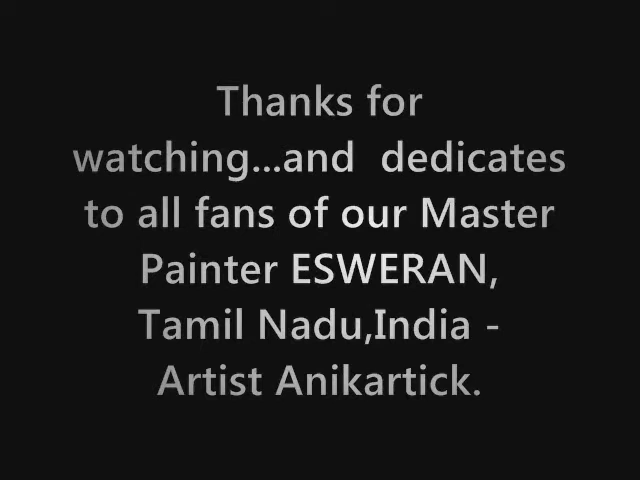 Thanks for
watching...and  dedicates
to all fans of our Master
Painter ESWERAN,
Tamil Nadu,India -
Artist Anikartick.